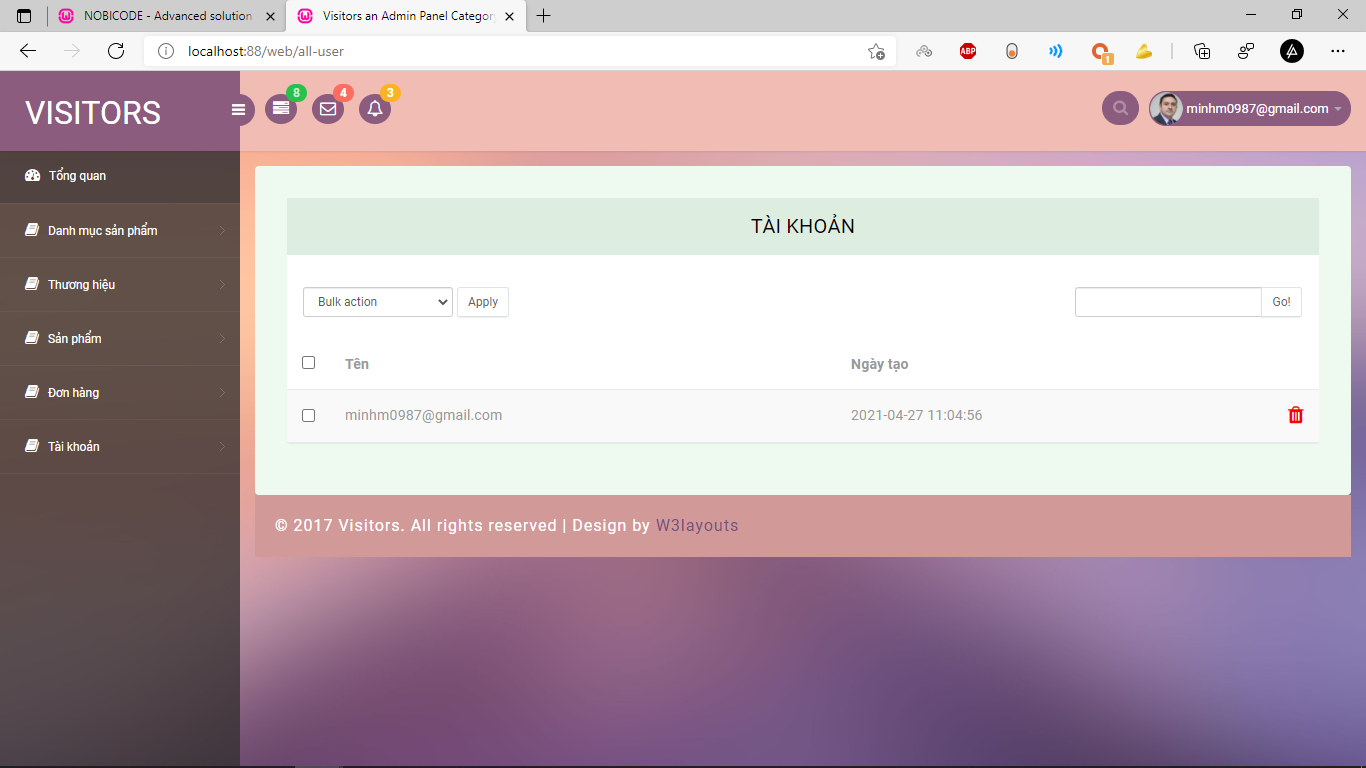 NOBICODE - Advanced solution
Visitors an Admin Panel Categor
localhost:88/web/all-user
ABP
1
VISITORS
8
4
3
minhm0987@gmail.com
Tổng quan
Danh mục sản phẩm
Thương hiệu
Sản phẩm
Đơn hàng
Tài khoản
TÀI KHOẢN
Bulk action
Apply
Go!
Tên
Ngày tạo
minhm0987@gmail.com
2021-04-27 11:04:56
© 2017 Visitors. All rights reserved | Design by W3layouts